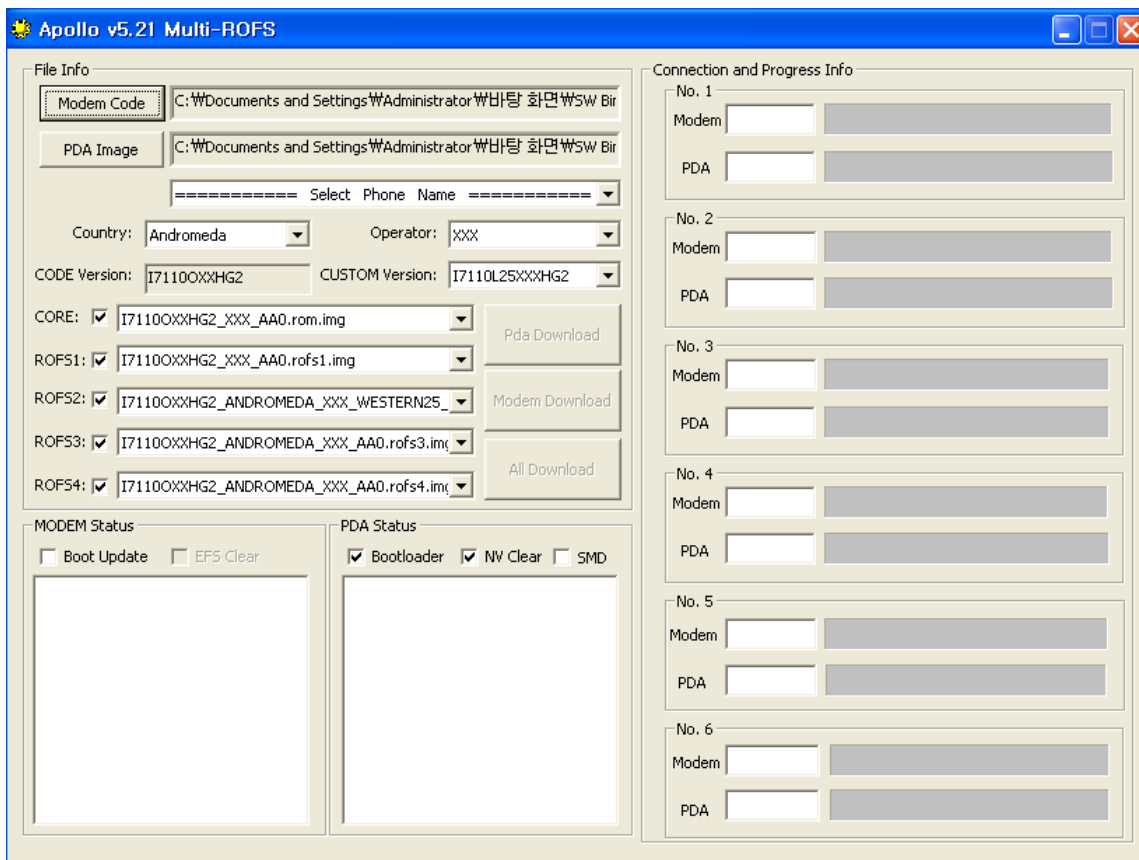 Apollo v5.21 Multi-ROFS
File Info
Modem Code C:₩Documents and Settings₩Administrator₩바탕 화면₩SW Bir
PDA Image C:₩Documents and Settings₩Administrator₩바탕 화면₩SW Bir
=========== Select Phone Name ===========
Country: Andromeda Operator: XXX
CODE Version: I7110OXXHG2 CUSTOM Version: I7110L25XXXHG2
CORE: I7110OXXHG2_XXX_AA0.rom.img
ROFS1: I7110OXXHG2_XXX_AA0.rofs1.img
ROFS2: I7110OXXHG2_ANDROMEDA_XXX_WESTERN25_
ROFS3: I7110OXXHG2_ANDROMEDA_XXX_AA0.rofs3.img
ROFS4: I7110OXXHG2_ANDROMEDA_XXX_AA0.rofs4.img
Pda Download
Modem Download
All Download
MODEM Status
Boot Update EFS Clear
PDA Status
Bootloader NV Clear SMD
Connection and Progress Info
No. 1
Modem
PDA
No. 2
Modem
PDA
No. 3
Modem
PDA
No. 4
Modem
PDA
No. 5
Modem
PDA
No. 6
Modem
PDA